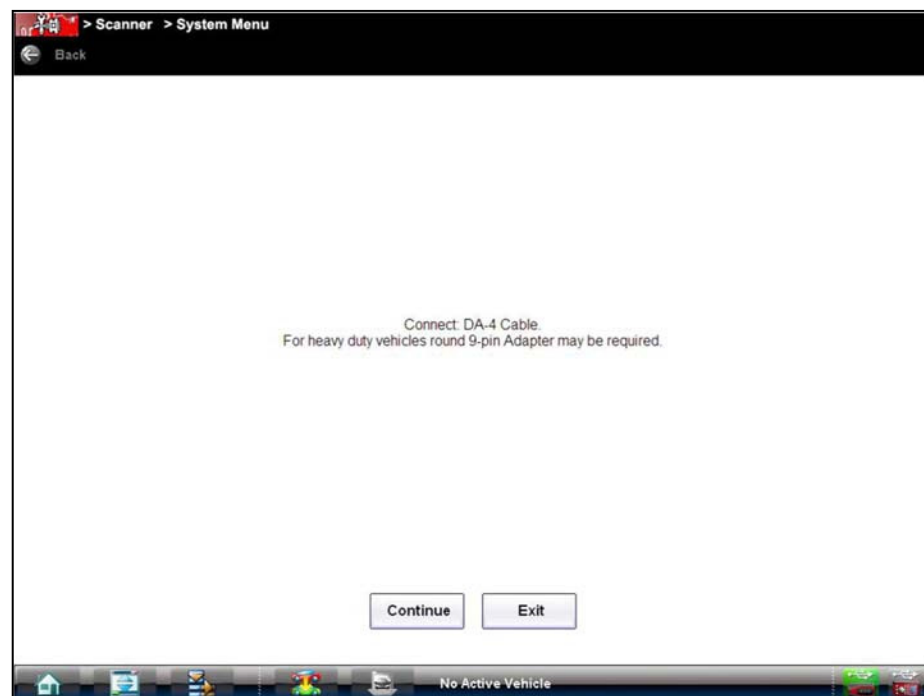 > Scanner > System Menu
Back
Connect: DA-4 Cable.
For heavy duty vehicles round 9-pin Adapter may be required.
Continue
Exit
No Active Vehicle